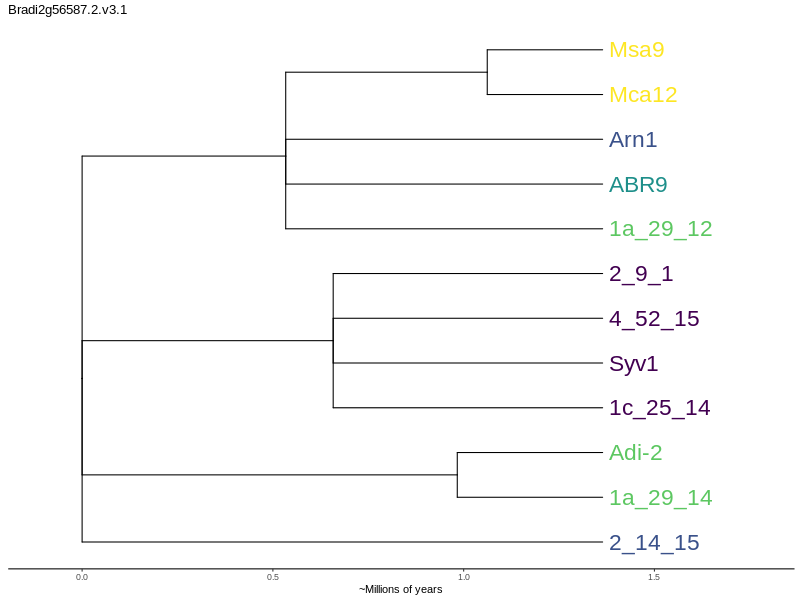 Bradi2g56587.2.v3.1
Msa9
Mca12
Arn1
ABR9
1a_29_12
2_9_1
4_52_15
Syv1
1c_25_14
Adi-2
1a_29_14
2_14_15
0.0 0.5 1.0 1.5
~Millions of years